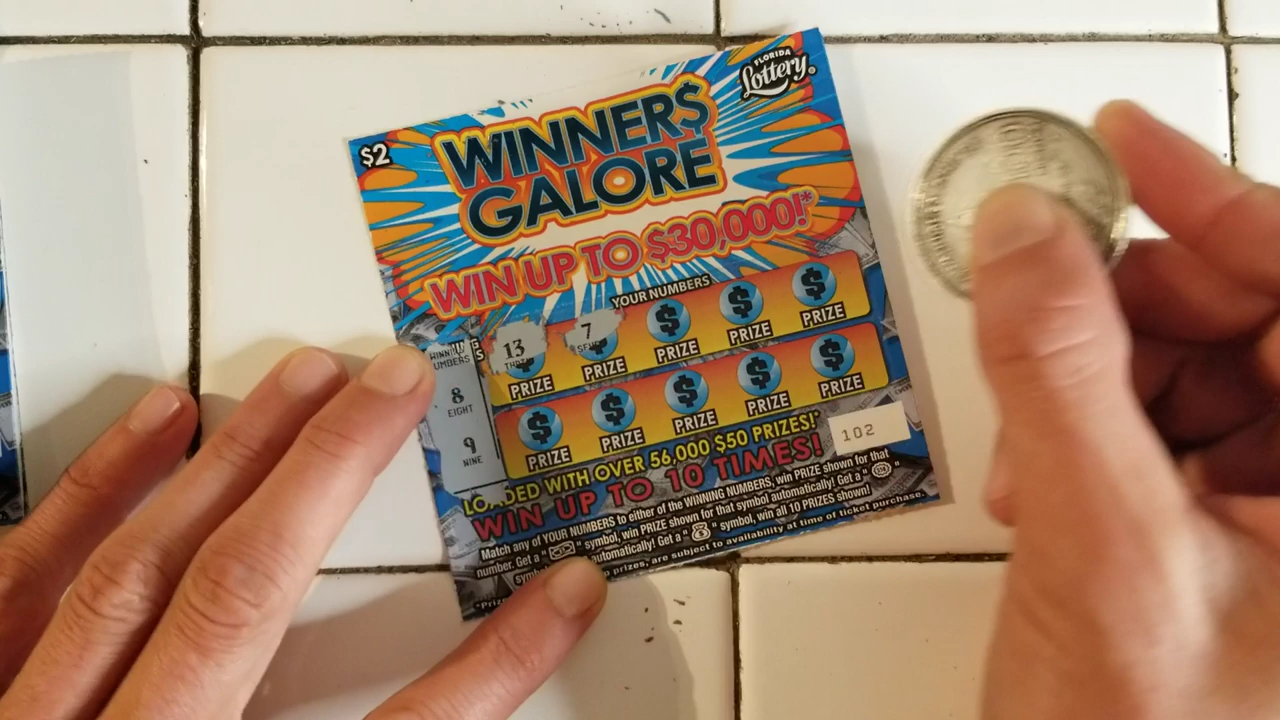 FLORIDA
Lottery
$2
WINNER$
GALORE
WIN UP TO $30,000!*
YOUR NUMBERS
WINNING
NUMBERS
13
7
$ $ $
PRIZE PRIZE PRIZE PRIZE PRIZE
8
EIGHT
9
NINE
$ $ $ $ $
PRIZE PRIZE PRIZE PRIZE PRIZE
LOADED WITH OVER 56,000 $50 PRIZES!*
WIN UP TO 10 TIMES!
102
Match any of YOUR NUMBERS to either of the WINNING NUMBERS, win PRIZE shown for that
number. Get a " " symbol, win PRIZE shown for that symbol automatically! Get a " "
automatically! Get a " " symbol, win all 10 PRIZES shown!
prizes, are subject to availability at time of ticket purchase.